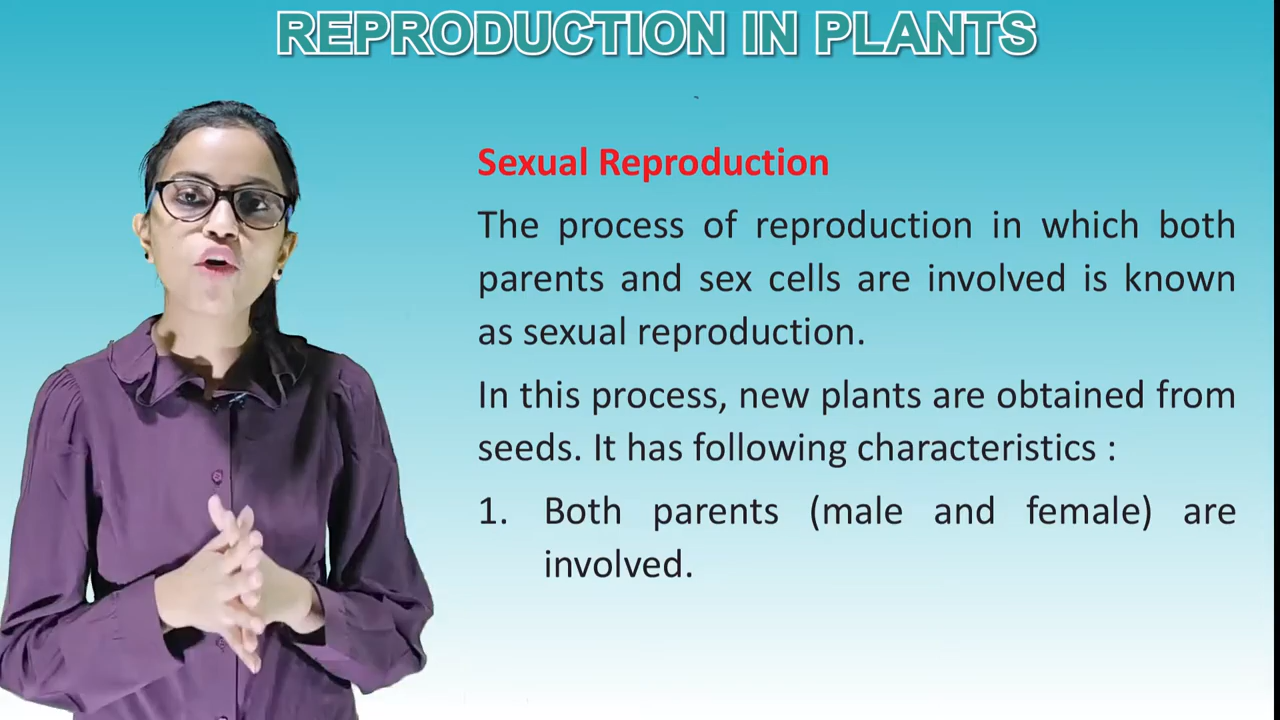 REPRODUCTION IN PLANTS
Sexual Reproduction
The process of reproduction in which both
parents and sex cells are involved is known
as sexual reproduction.
In this process, new plants are obtained from
seeds. It has following characteristics :
1. Both parents (male and female) are
involved.